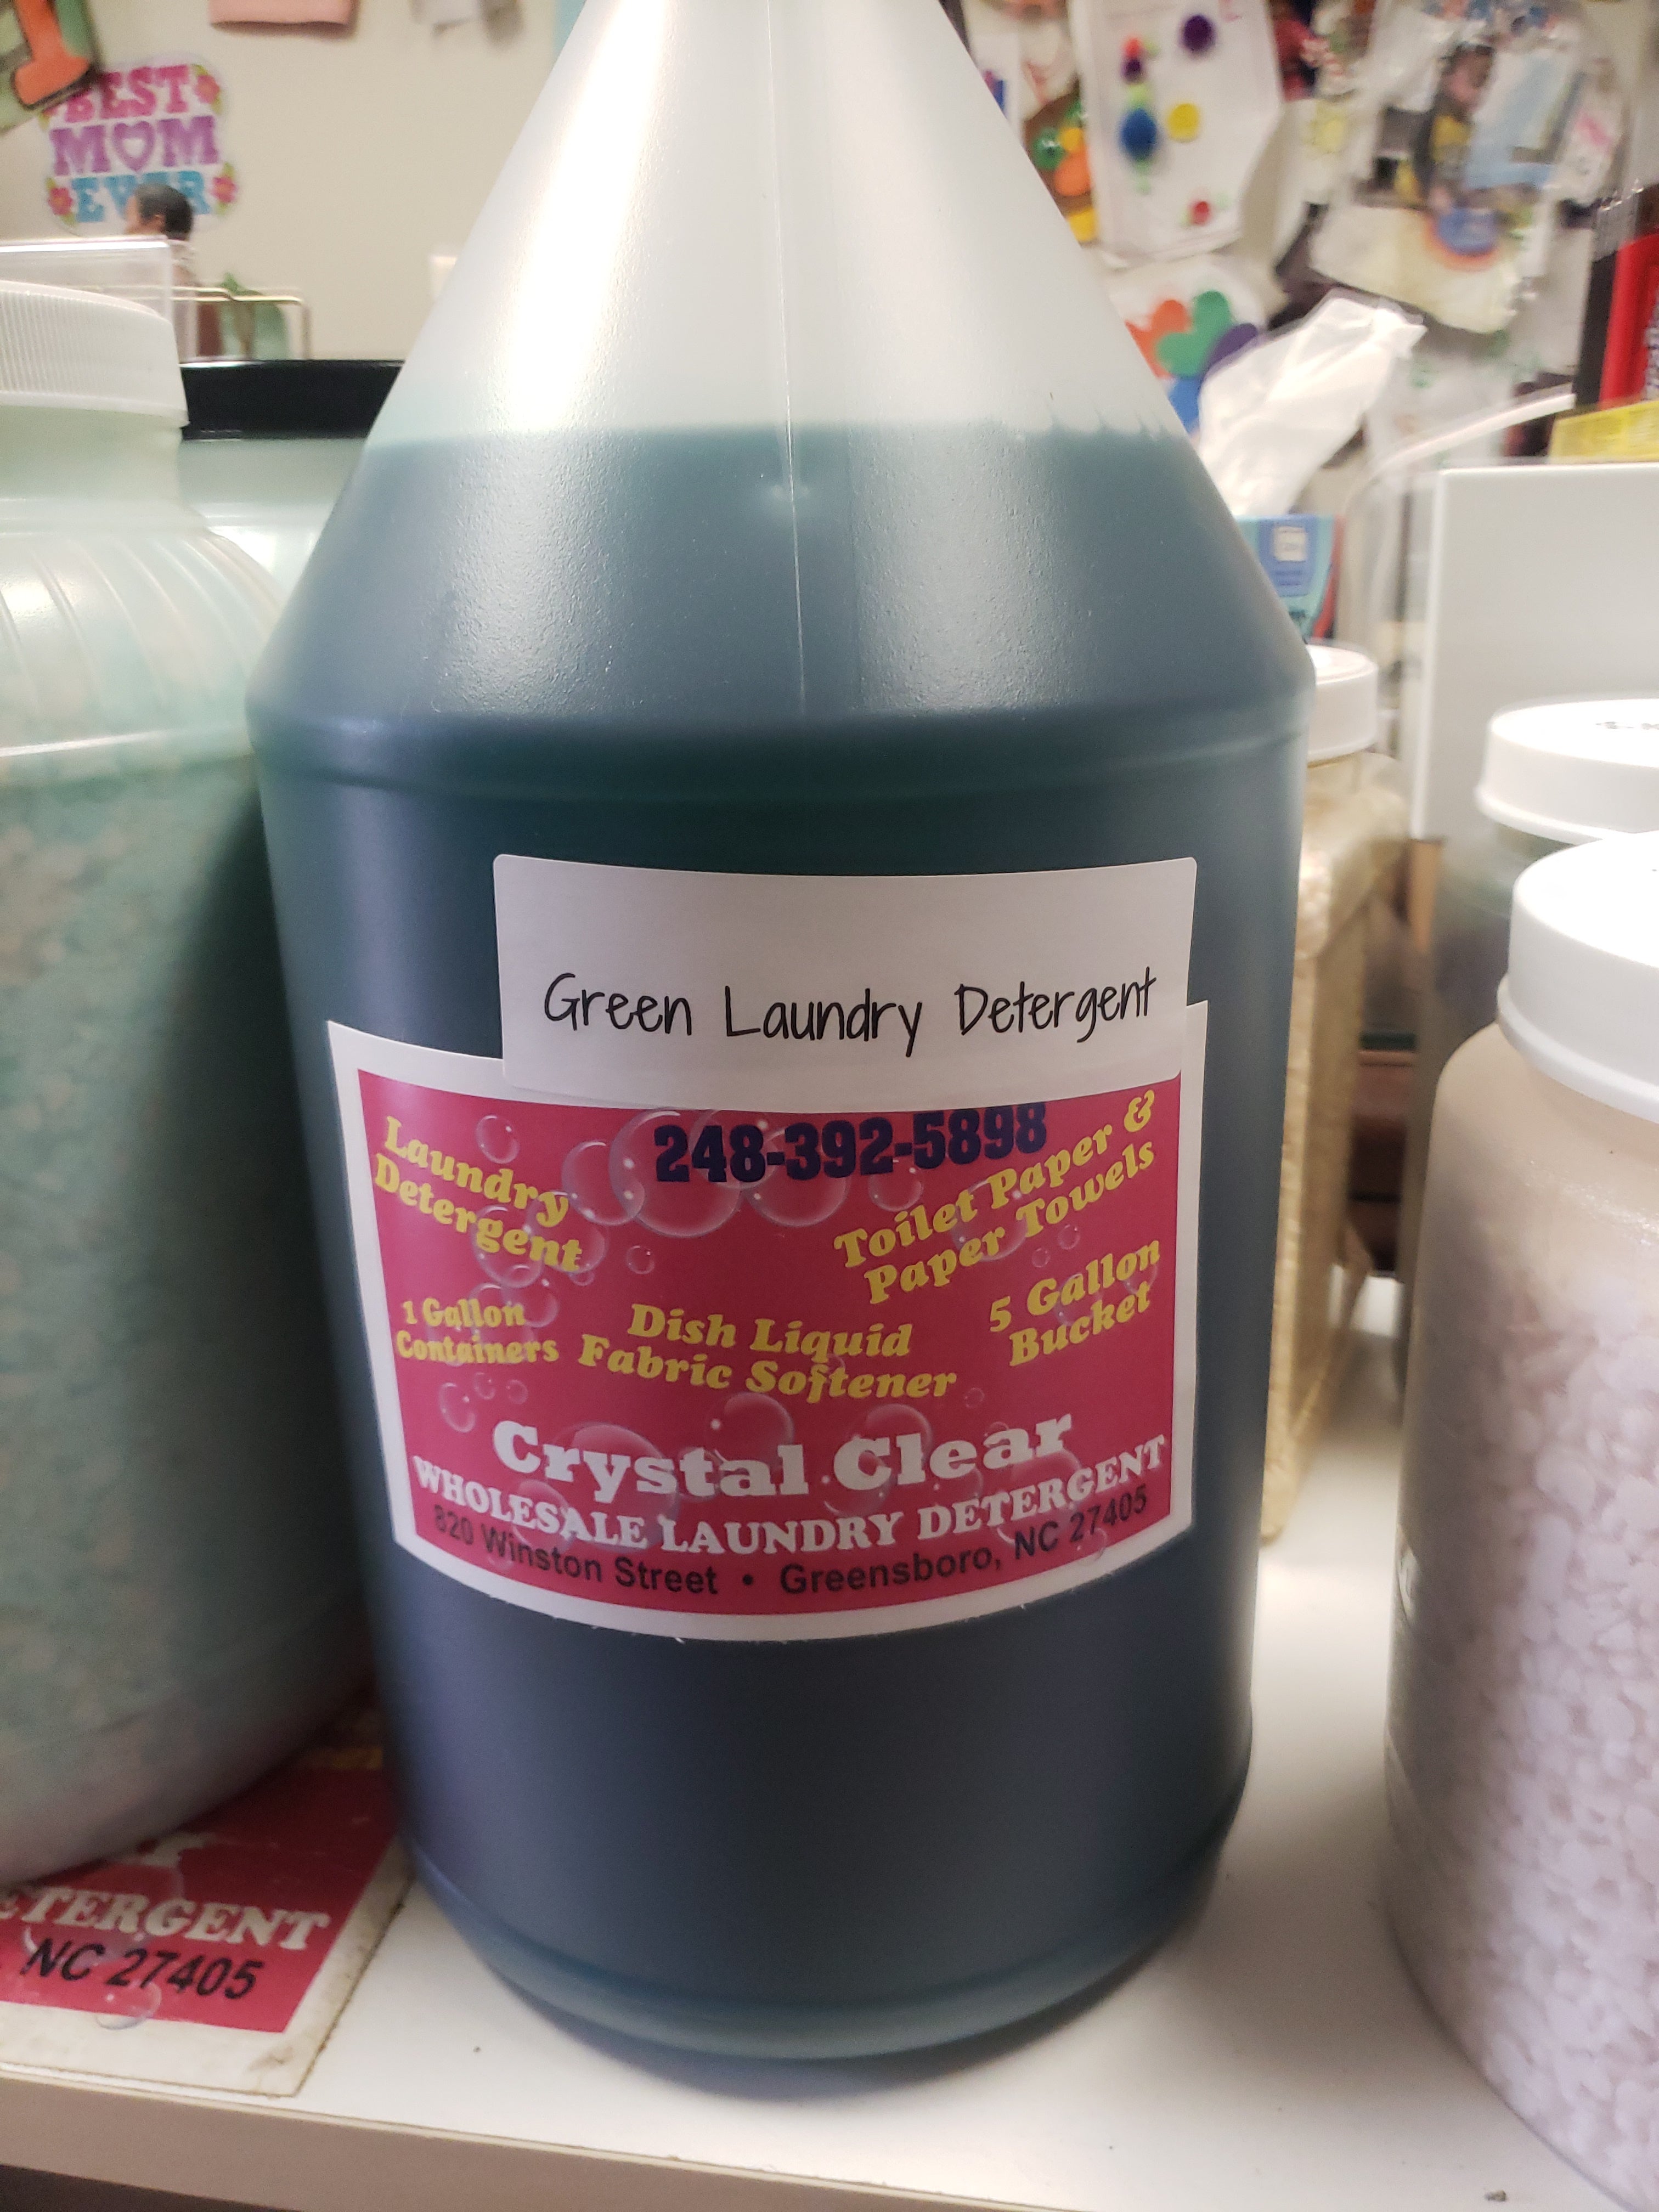 BEST
MOM
EVER
Green Laundry Detergent
248-392-5898
Laundry
Detergent
Toilet Paper &
Paper Towels
1 Gallon
Containers
Dish Liquid
Fabric Softener
5 Gallon
Bucket
Crystal Clear
WHOLESALE LAUNDRY DETERGENT
820 Winston Street • Greensboro, NC 27405
ETERGENT
NC 27405